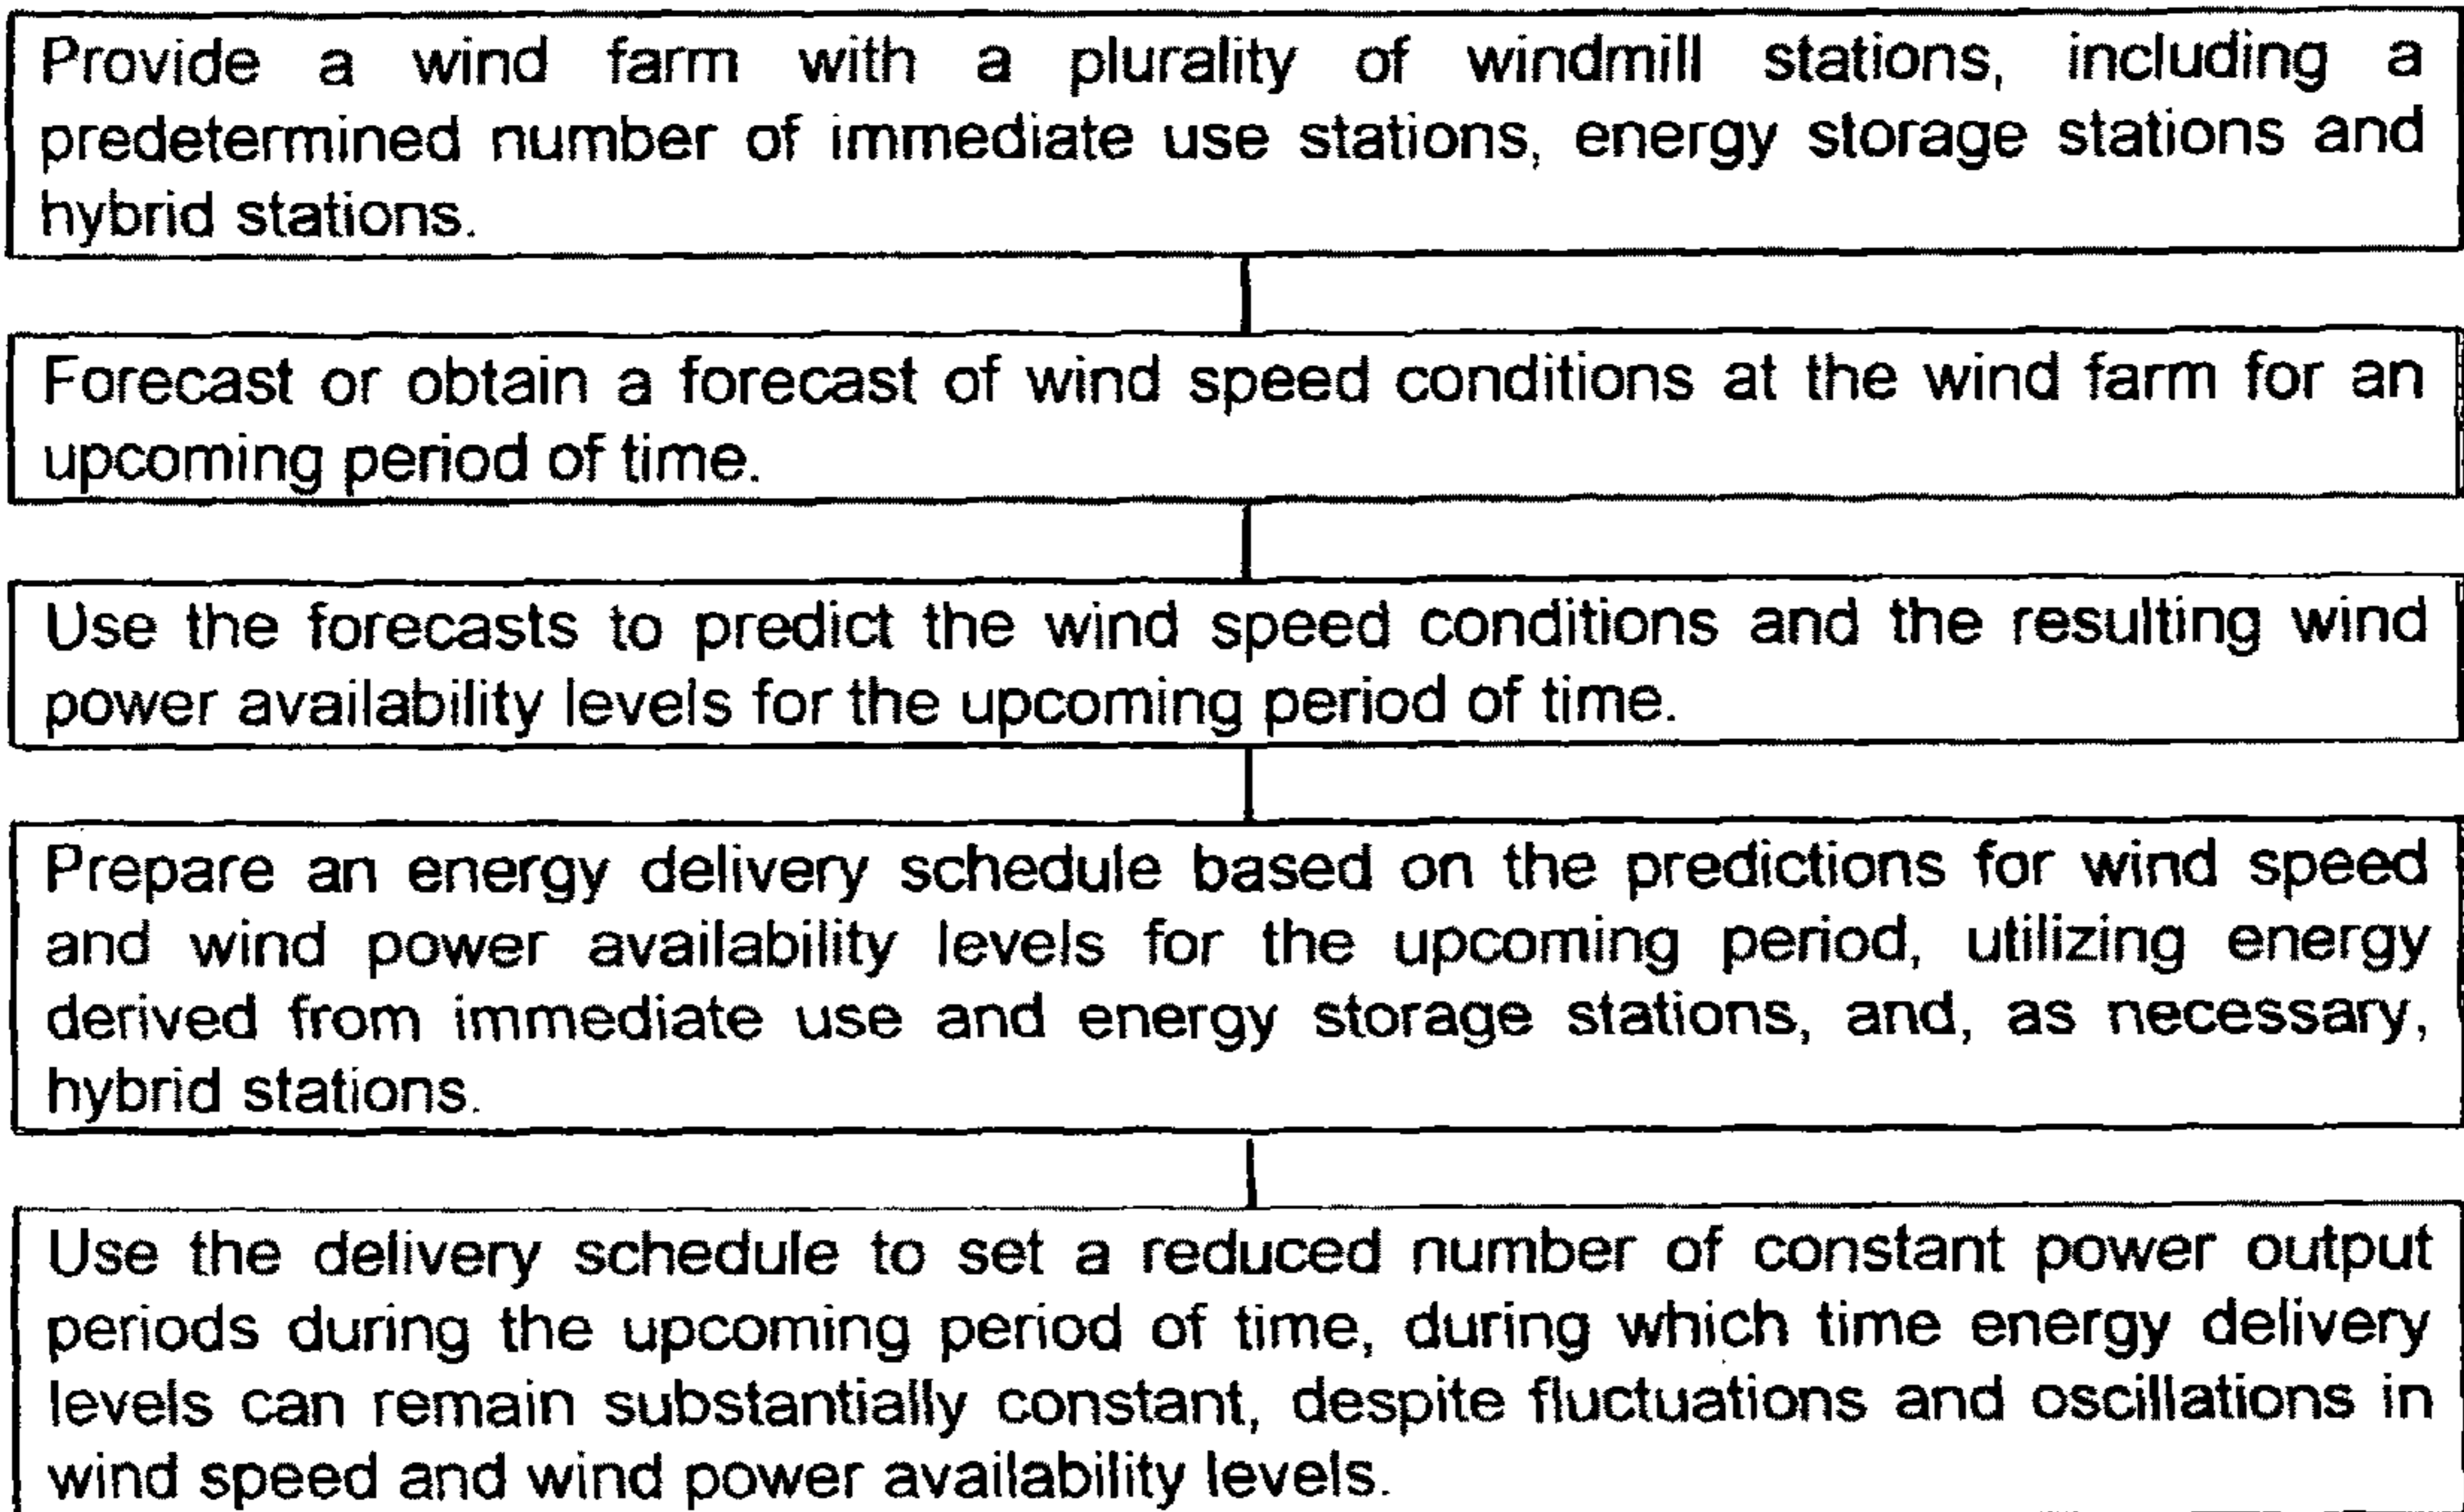 Provide a wind farm with a plurality of windmill stations, including a
predetermined number of immediate use stations, energy storage stations and
hybrid stations.
Forecast or obtain a forecast of wind speed conditions at the wind farm for an
upcoming period of time.
Use the forecasts to predict the wind speed conditions and the resulting wind
power availability levels for the upcoming period of time.
Prepare an energy delivery schedule based on the predictions for wind speed
and wind power availability levels for the upcoming period, utilizing energy
derived from immediate use and energy storage stations, and, as necessary,
hybrid stations.
Use the delivery schedule to set a reduced number of constant power output
periods during the upcoming period of time, during which time energy delivery
levels can remain substantially constant, despite fluctuations and oscillations in
wind speed and wind power availability levels.